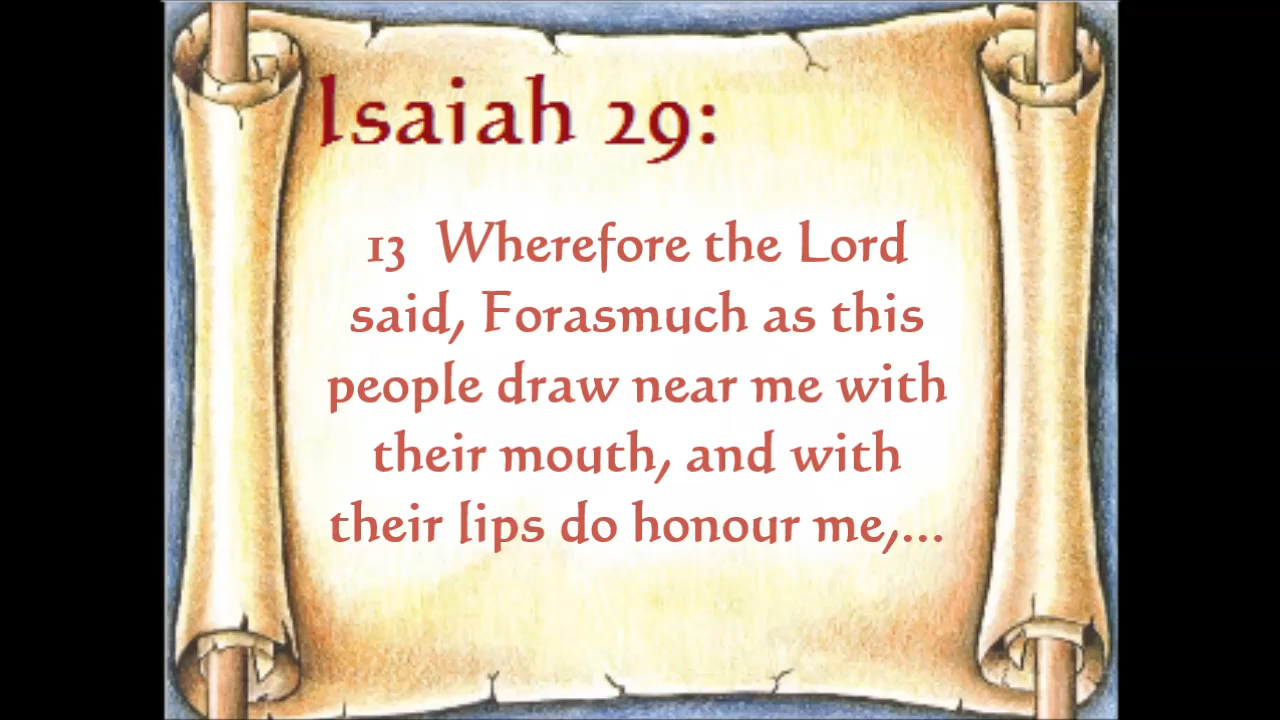 Isaiah 29:
13 Wherefore the Lord
said, Forasmuch as this
people draw near me with
their mouth, and with
their lips do honour me,...